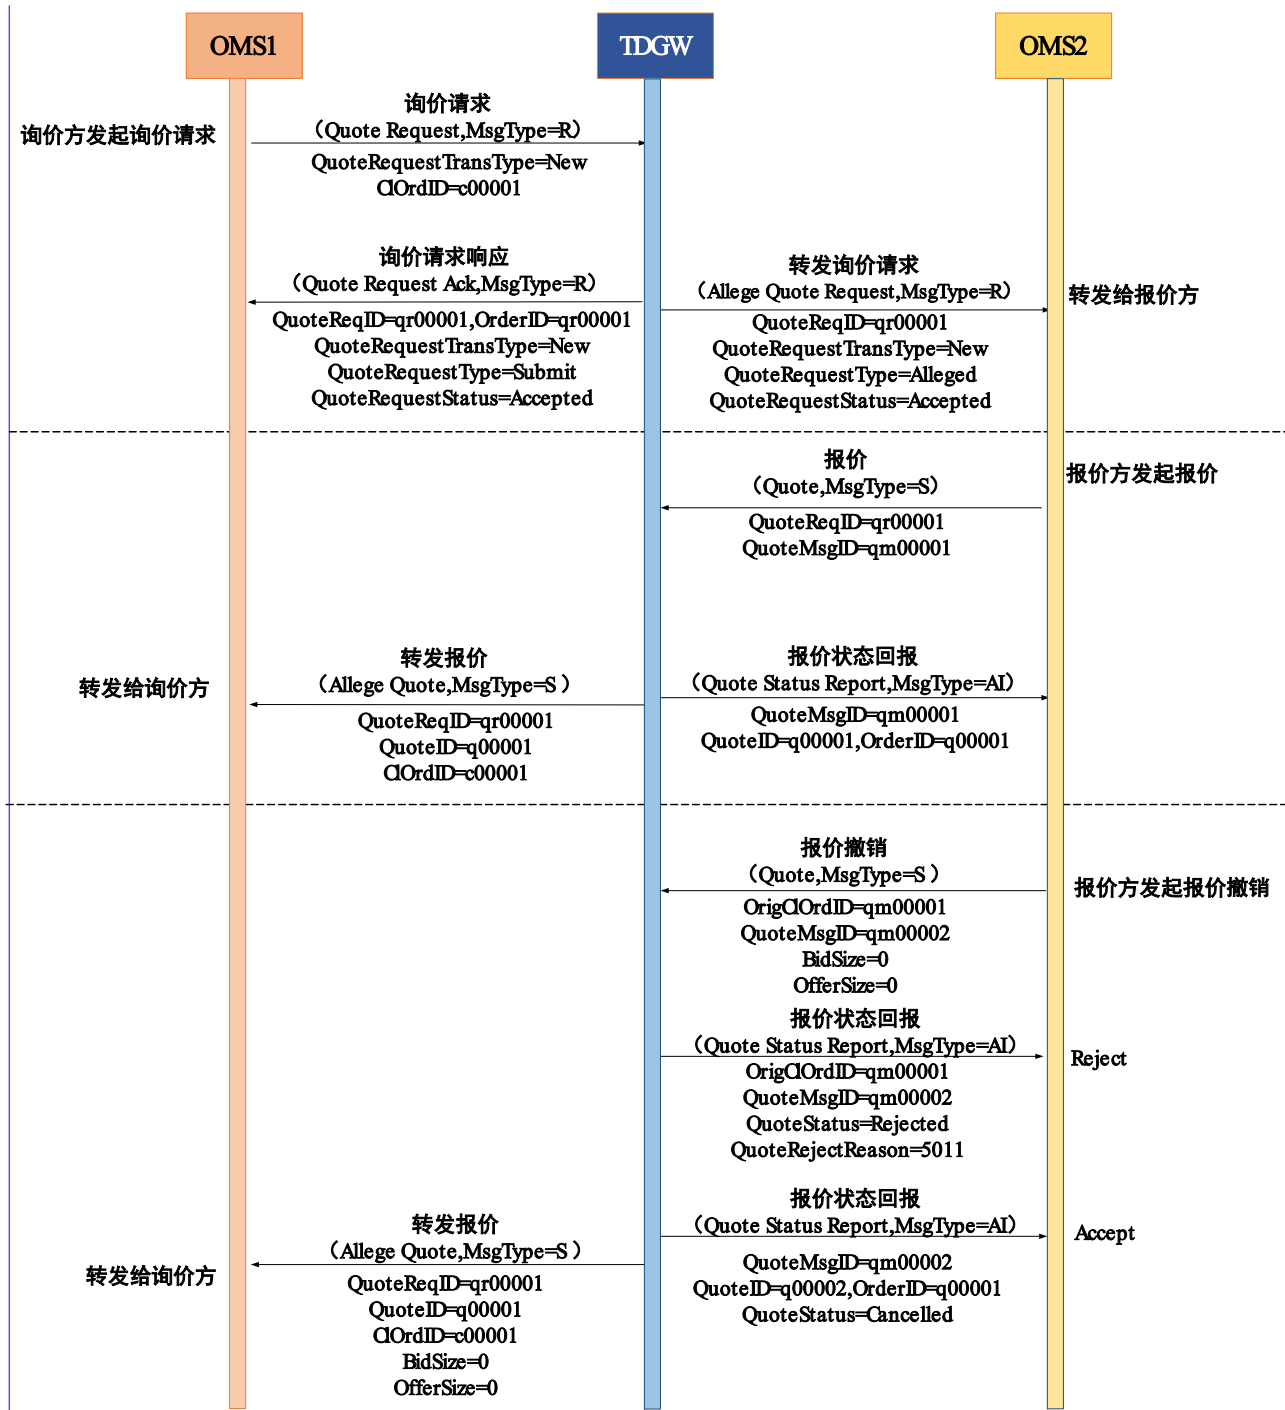 OMS1
TDGW
OMS2
询价方发起询价请求
询价请求
（Quote Request,MsgType=R）
QuoteRequestTransType=New
ClOrdID=c00001
询价请求响应
（Quote Request Ack,MsgType=R）
QuoteReqID=qr00001,OrderID=qr00001
QuoteRequestTransType=New
QuoteRequestType=Submit
QuoteRequestStatus=Accepted
转发询价请求
（Allege Quote Request,MsgType=R）
QuoteReqID=qr00001
QuoteRequestTransType=New
QuoteRequestType=Alleged
QuoteRequestStatus=Accepted
转发给报价方
报价
（Quote,MsgType=S）
QuoteReqID=qr00001
QuoteMsgID=qm00001
报价方发起报价
转发给询价方
转发报价
（Allege Quote,MsgType=S ）
QuoteReqID=qr00001
QuoteID=q00001
ClOrdID=c00001
报价状态回报
（Quote Status Report,MsgType=AI）
QuoteMsgID=qm00001
QuoteID=q00001,OrderID=q00001
报价撤销
（Quote,MsgType=S ）
OrigClOrdID=qm00001
QuoteMsgID=qm00002
BidSize=0
OfferSize=0
报价方发起报价撤销
报价状态回报
（Quote Status Report,MsgType=AI）
OrigClOrdID=qm00001
QuoteMsgID=qm00002
QuoteStatus=Rejected
QuoteRejectReason=5011
Reject
转发给询价方
转发报价
（Allege Quote,MsgType=S ）
QuoteReqID=qr00001
QuoteID=q00001
ClOrdID=c00001
BidSize=0
OfferSize=0
报价状态回报
（Quote Status Report,MsgType=AI）
QuoteMsgID=qm00002
QuoteID=q00002,OrderID=q00001
QuoteStatus=Cancelled
Accept